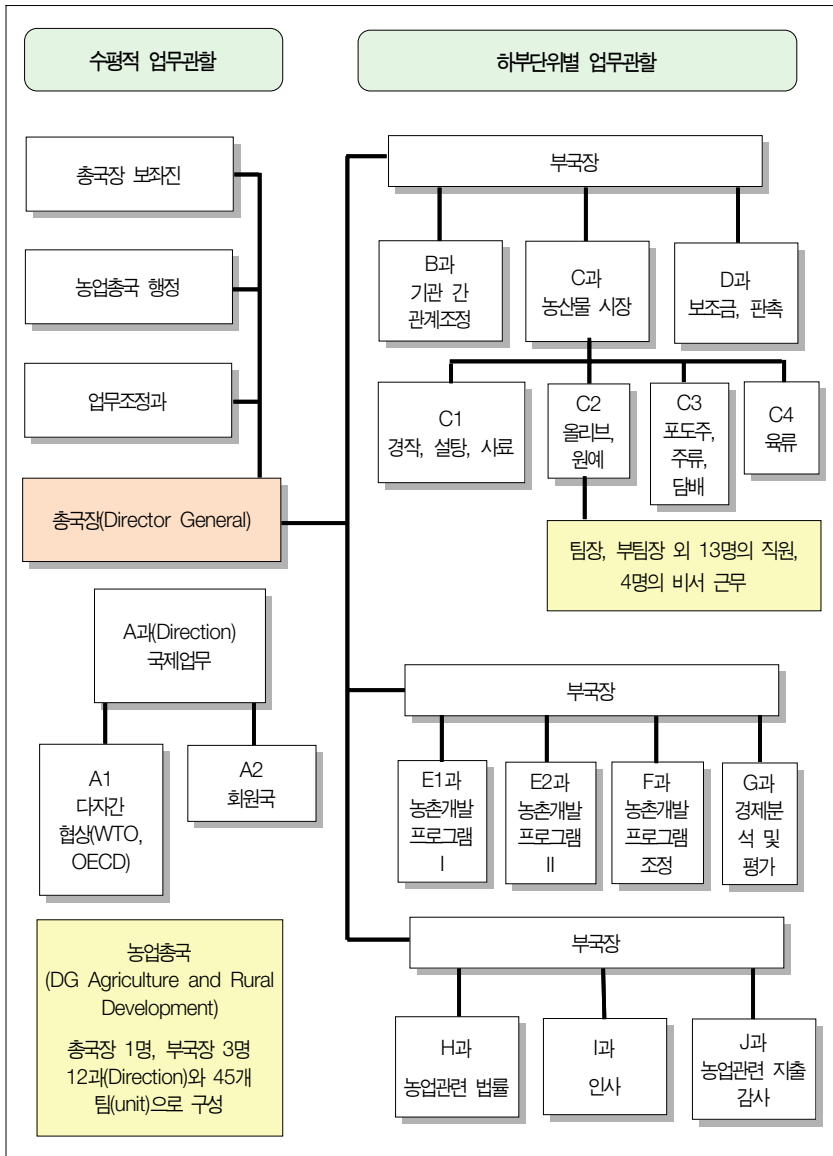 수평적 업무관할
하부단위별 업무관할
총국장 보좌진
농업총국 행정
업무조정과
총국장(Director General)
A과(Direction)
국제업무
A1
다자간
협상(WTO,
OECD)
A2
회원국
농업총국
(DG Agriculture and Rural
Development)
총국장 1명, 부국장 3명
12과(Direction)와 45개
팀(unit)으로 구성
부국장
B과
기관 간
관계조정
C과
농산물 시장
D과
보조금, 판촉
C1
경작, 설탕, 사료
C2
올리브,
원예
C3
포도주,
주류,
담배
C4
육류
팀장, 부팀장 외 13명의 직원,
4명의 비서 근무
부국장
E1과
농촌개발
프로그램
I
E2과
농촌개발
프로그램
II
F과
농촌개발
프로그램
조정
G과
경제분
석 및
평가
부국장
H과
농업관련 법률
I과
인사
J과
농업관련 지출
감사